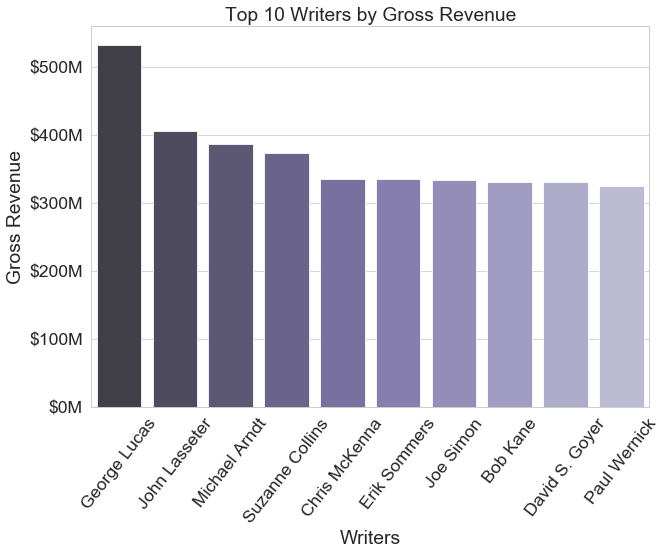 Top 10 Writers by Gross Revenue
$500M
$400M
$300M
$200M
$100M
$0M
Gross Revenue
George Lucas
John Lasseter
Michael Arndt
Suzanne Collins
Chris McKenna
Erik Sommers
Joe Simon
Bob Kane
David S. Goyer
Paul Wernick
Writers